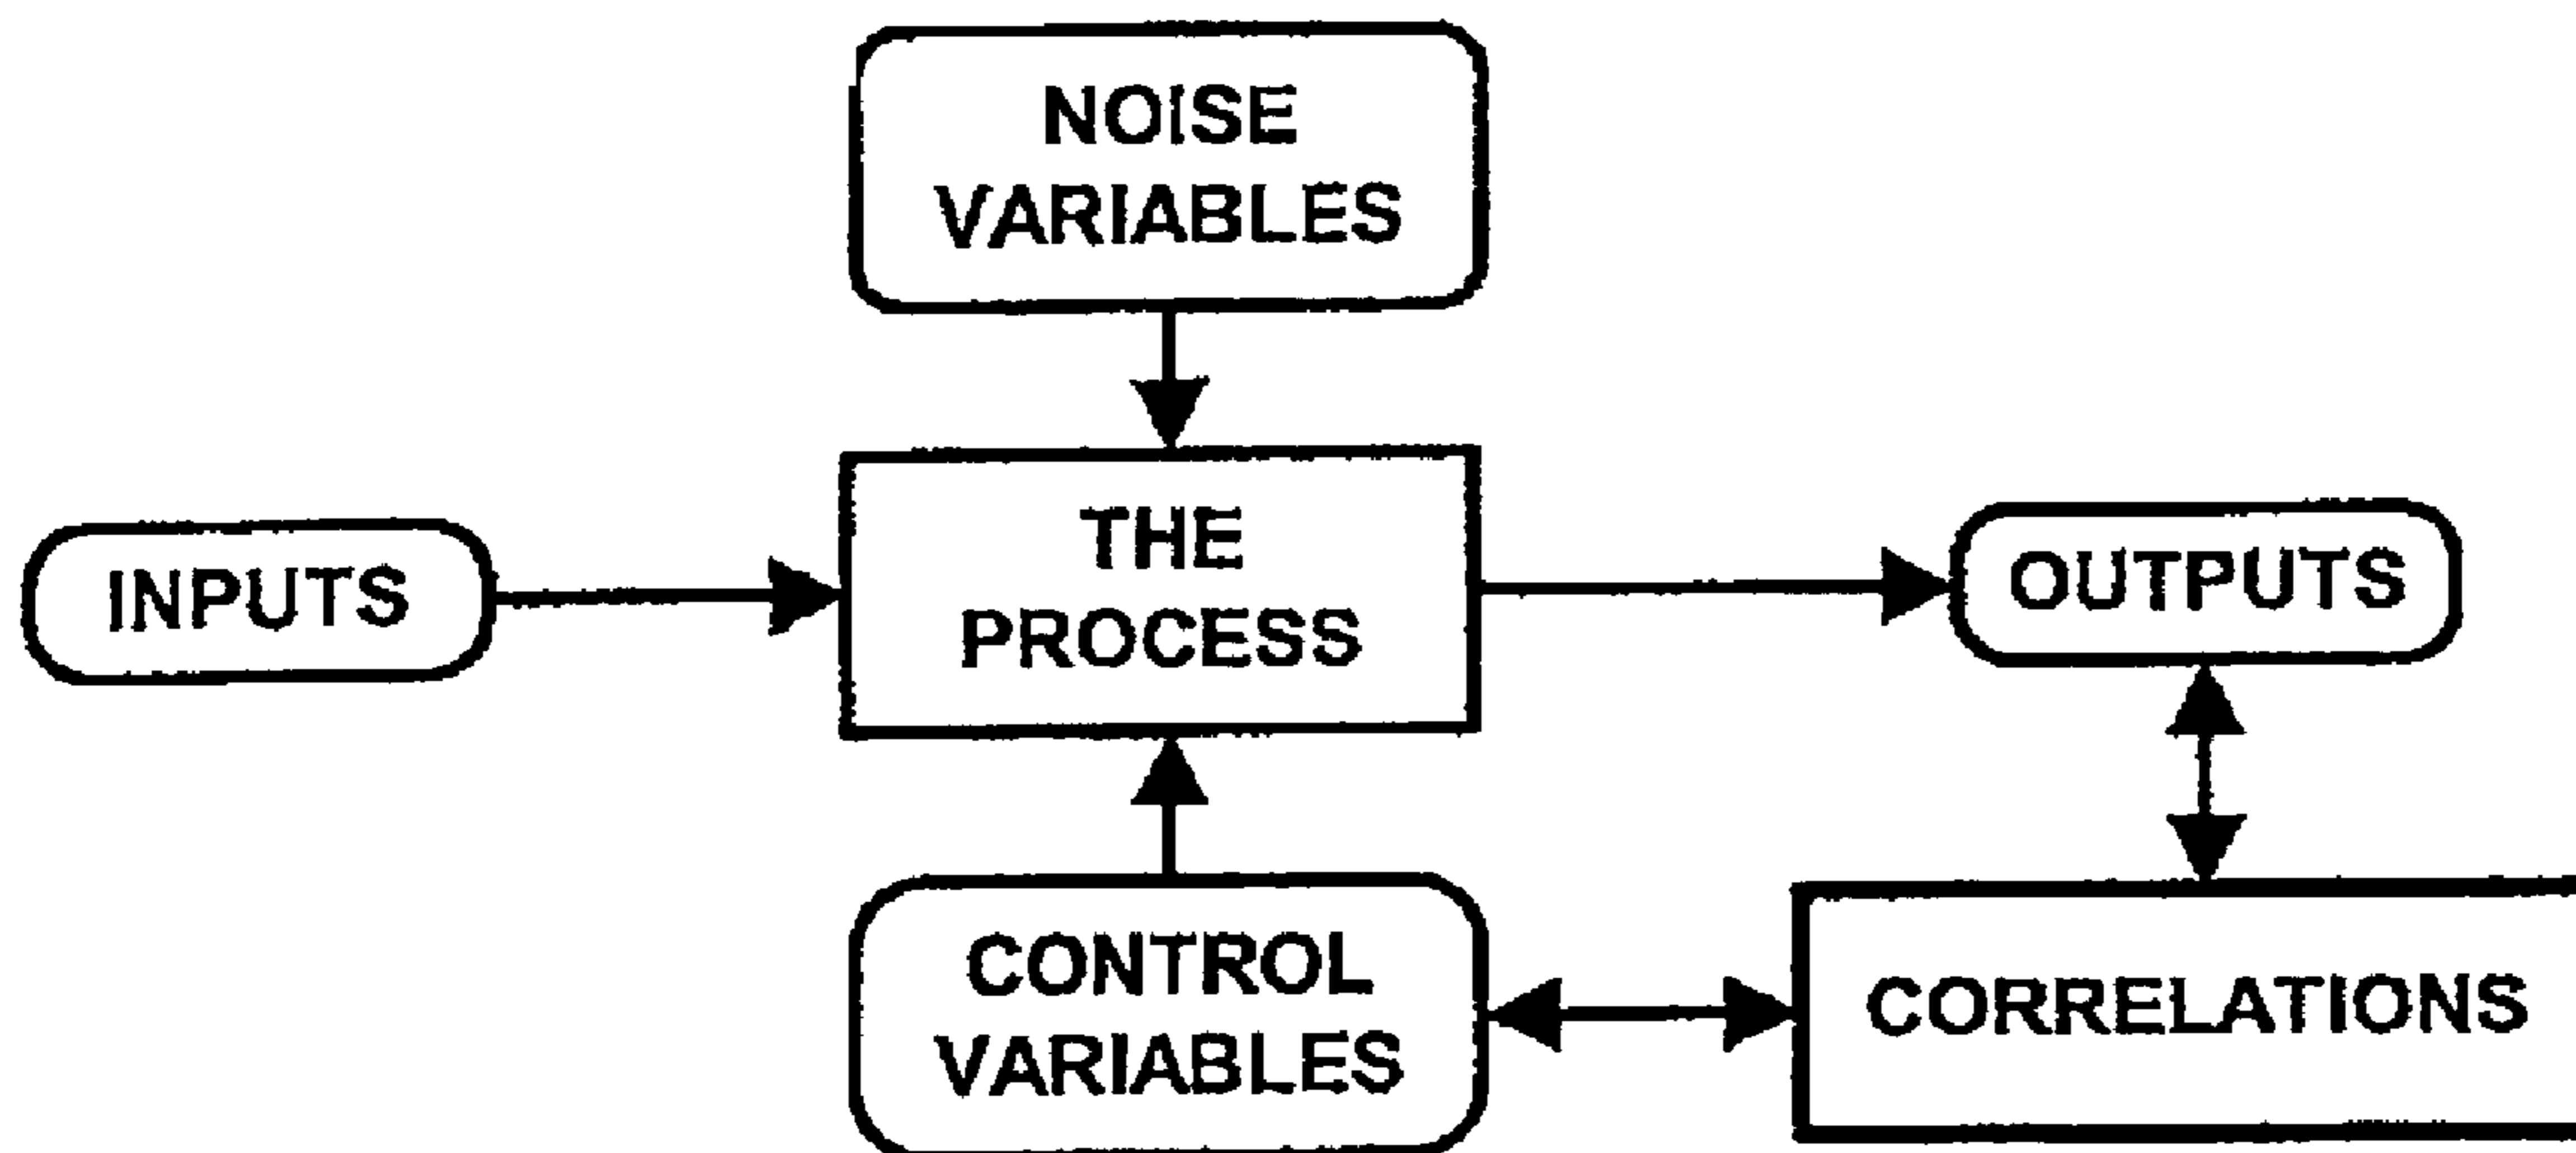 NOISE
VARIABLES
INPUTS
THE
PROCESS
OUTPUTS
CONTROL
VARIABLES
CORRELATIONS